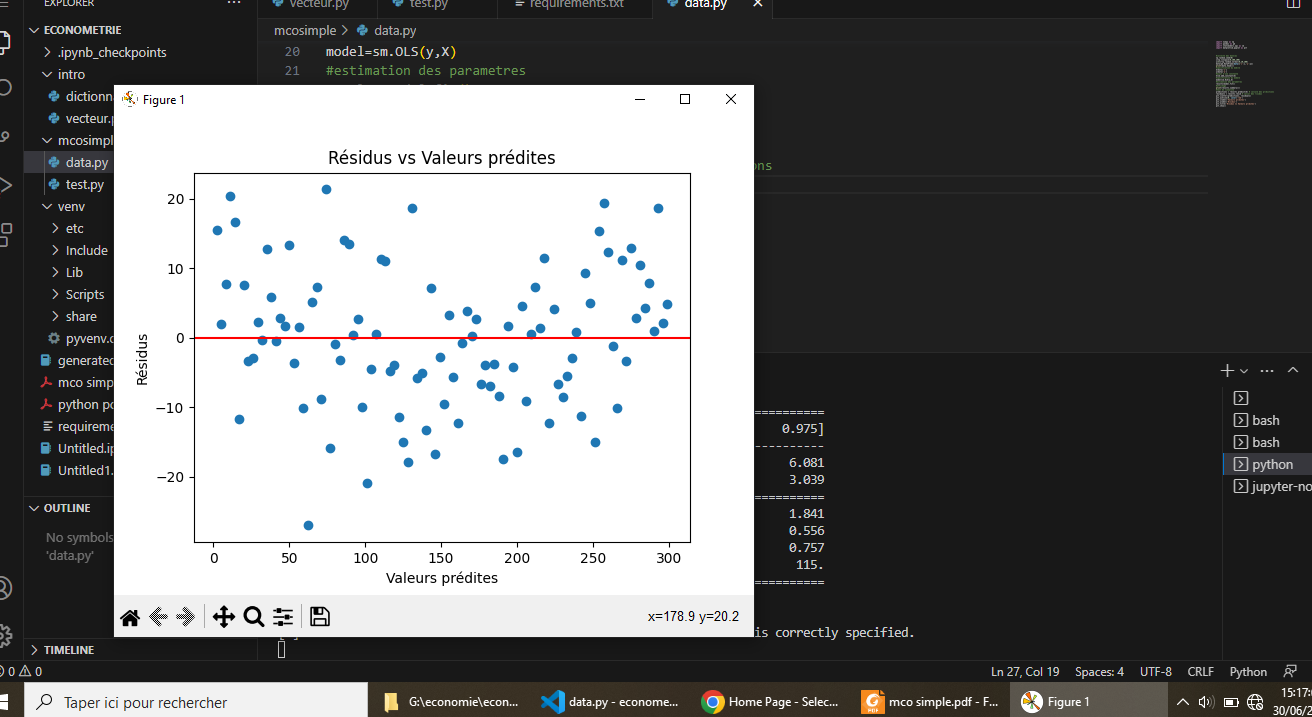 EXPLORER
...
vecteur.py
test.py
requirements.txt
data.py
ECONOMETRIE
.ipynb_checkpoints
intro
dictionn
vecteur.p
mcosimpl
data.py
test.py
venv
etc
Include
Lib
Scripts
share
pyvenv.c
generated
mco simp
python po
requireme
Untitled.ip
Untitled1.
OUTLINE
No symbols
'data.py'
TIMELINE
mcosimple > data.py
20 model=sm.OLS(y,X)
21 #estimation des parametres
ons
Figure 1
Résidus vs Valeurs prédites
Résidus
20
10
0
−10
−20
0 50 100 150 200 250 300
Valeurs prédites
x=178.9 y=20.2
==========
0.975]
----------
6.081
3.039
==========
1.841
0.556
0.757
115.
==========
is correctly specified.
bash
bash
python
jupyter-no
0 0
Ln 27, Col 19 Spaces: 4 UTF-8 CRLF Python
Taper ici pour rechercher
G:\economie\econo...
data.py - econome...
Home Page - Selec...
mco simple.pdf - F...
Figure 1
15:17:
30/06/2